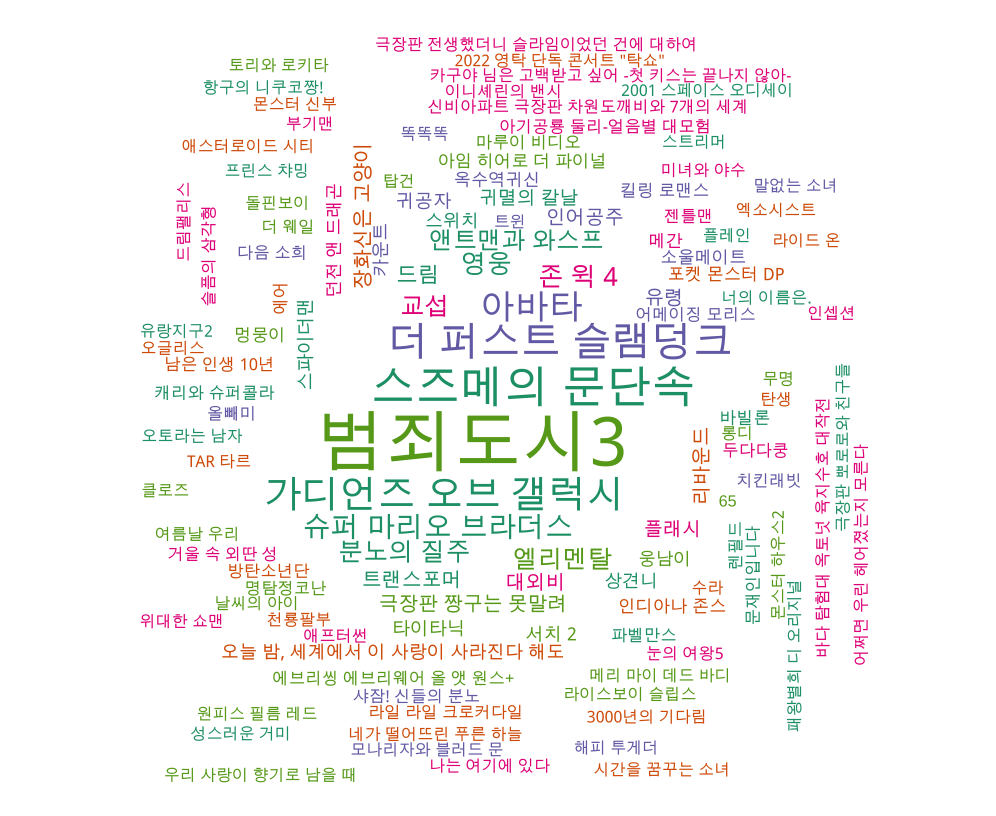 극장판 전생했더니 슬라임이었던 건에 대하여
2022 영탁 단독 콘서트 "탁쇼"
토리와 로키타
카구야 님은 고백받고 싶어 -첫 키스는 끝나지 않아-
항구의 니쿠코짱!
이니셰린의 밴시
2001 스페이스 오디세이
몬스터 신부
신비아파트 극장판 차원도깨비와 7개의 세계
부기맨
아기공룡 둘리-얼음별 대모험
똑똑똑
마루이 비디오
스트리머
애스터로이드 시티
아임 히어로 더 파이널
프린스 챠밍
미녀와 야수
탑건
옥수역귀신
킬링 로맨스
말없는 소녀
장화신은 고양이
드림팰리스
슬픔의 삼각형
던전 앤 드래곤
돌핀보이
귀공자
귀멸의 칼날
젠틀맨
엑소시스트
더 웨일
스위치
트윈
인어공주
카운트
앤트맨과 와스프
메간
플레인
라이드 온
다음 소희
영웅
소울메이트
드림
존 윅 4
포켓 몬스터 DP
에어
교섭
아바타
유령
너의 이름은.
어메이징 모리스
인셉션
유랑지구2
멍뭉이
스파이더맨
더 퍼스트 슬램덩크
오글리스
남은 인생 10년
스즈메의 문단속
무명
캐리와 슈퍼콜라
탄생
올빼미
바빌론
범죄도시3
롱디
오토라는 남자
두다다쿵
TAR 타르
리바운드
치킨래빗
클로즈
가디언즈 오브 갤럭시
65
극장판 뽀로로와 친구들
바다 탐험대 옥토넛 육지수호 대작전
어쩌면 우린 헤어졌는지 모른다
슈퍼 마리오 브라더스
플래시
여름날 우리
거울 속 외딴 성
분노의 질주
엘리멘탈
웅남이
렌필드
문재인입니다
몬스터 하우스2
방탄소년단
트랜스포머
대외비
상견니
수라
명탐정코난
날씨의 아이
극장판 짱구는 못말려
인디아나 존스
패왕별희 디 오리지널
위대한 쇼맨
천룡팔부
타이타닉
서치 2
파벨만스
애프터썬
오늘 밤, 세계에서 이 사랑이 사라진다 해도
눈의 여왕5
에브리씽 에브리웨어 올 앳 원스+
메리 마이 데드 바디
샤잠! 신들의 분노
라이스보이 슬립스
원피스 필름 레드
라일 라일 크로커다일
3000년의 기다림
성스러운 거미
네가 떨어뜨린 푸른 하늘
모나리자와 블러드 문
해피 투게더
나는 여기에 있다
시간을 꿈꾸는 소녀
우리 사랑이 향기로 남을 때